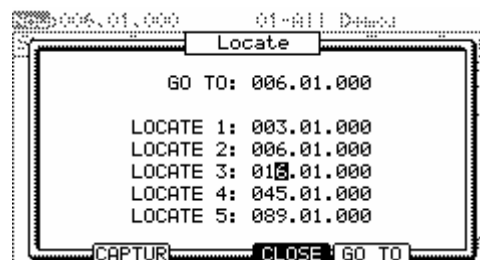 Now:006.01.000 01-All Demos
Locate
GO TO: 006.01.000
LOCATE 1: 003.01.000
LOCATE 2: 006.01.000
LOCATE 3: 016.01.000
LOCATE 4: 045.01.000
LOCATE 5: 089.01.000
CAPTUR CLOSE GO TO